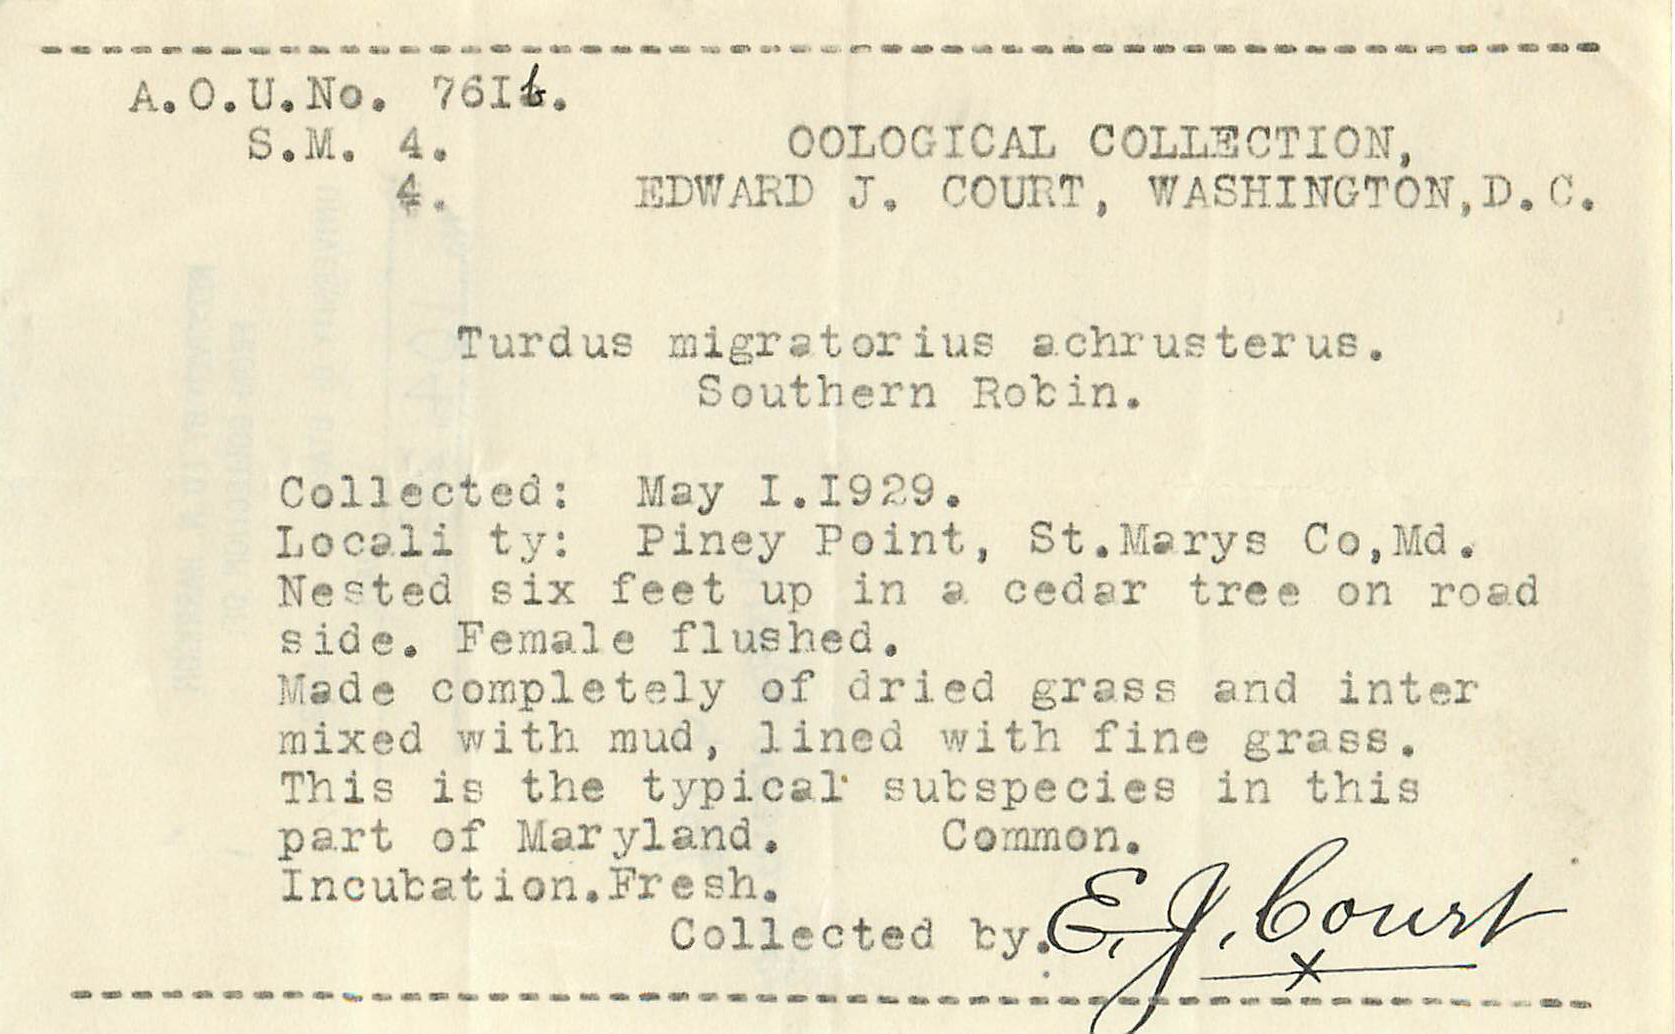 A.O.U.No. 761b.
S.M. 4.
4.
OOLOGICAL COLLECTION,
EDWARD J. COURT, WASHINGTON,D.C.
Turdus migratorius achrusterus.
Southern Robin.
Collected: May I.I929.
Locali ty: Piney Point, St.Marys Co,Md.
Nested six feet up in a cedar tree on road
side. Female flushed.
Made completely of dried grass and inter
mixed with mud, lined with fine grass.
This is the typical subspecies in this
part of Maryland. Common.
Incubation.Fresh.
Collected by. E. J. Court
x